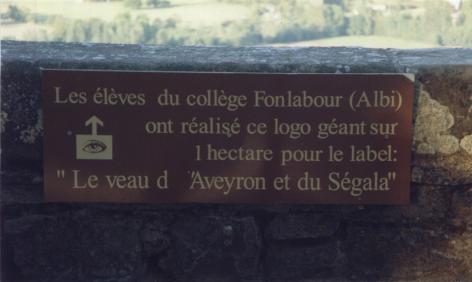 Les élèves du collège Fonlabour (Albi)
ont réalisé ce logo géant sur
1 hectare pour le label:
" Le veau d "Aveyron et du Ségala"